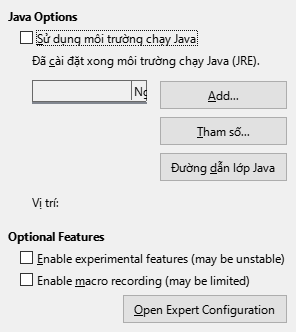 Java Options
Sử dụng môi trường chạy Java
Đã cài đặt xong môi trường chạy Java (JRE).
Add...
Tham số...
Đường dẫn lớp Java
Vị trí:
Optional Features
Enable experimental features (may be unstable)
Enable macro recording (may be limited)
Open Expert Configuration